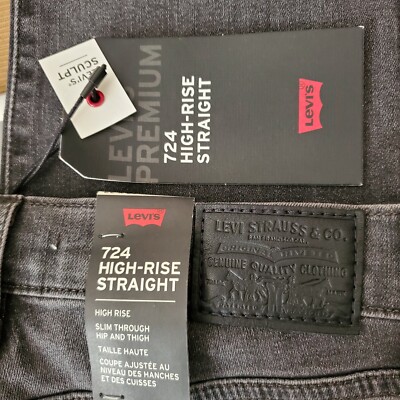 LEVI'S®
SCULPT
LEVI'S
PREMIUM
724
HIGH-RISE
STRAIGHT
Levi's
Levi's
724
HIGH-RISE
STRAIGHT
HIGH RISE
SLIM THROUGH
HIP AND THIGH
TAILLE HAUTE
COUPE AJUSTÉE AU
NIVEAU DES HANCHES
ET DES CUISSES
LEVI STRAUSS & CO.
SAN FRANCISCO, CAL.
ORIGINAL RIVETED
GENUINE QUALITY CLOTHING